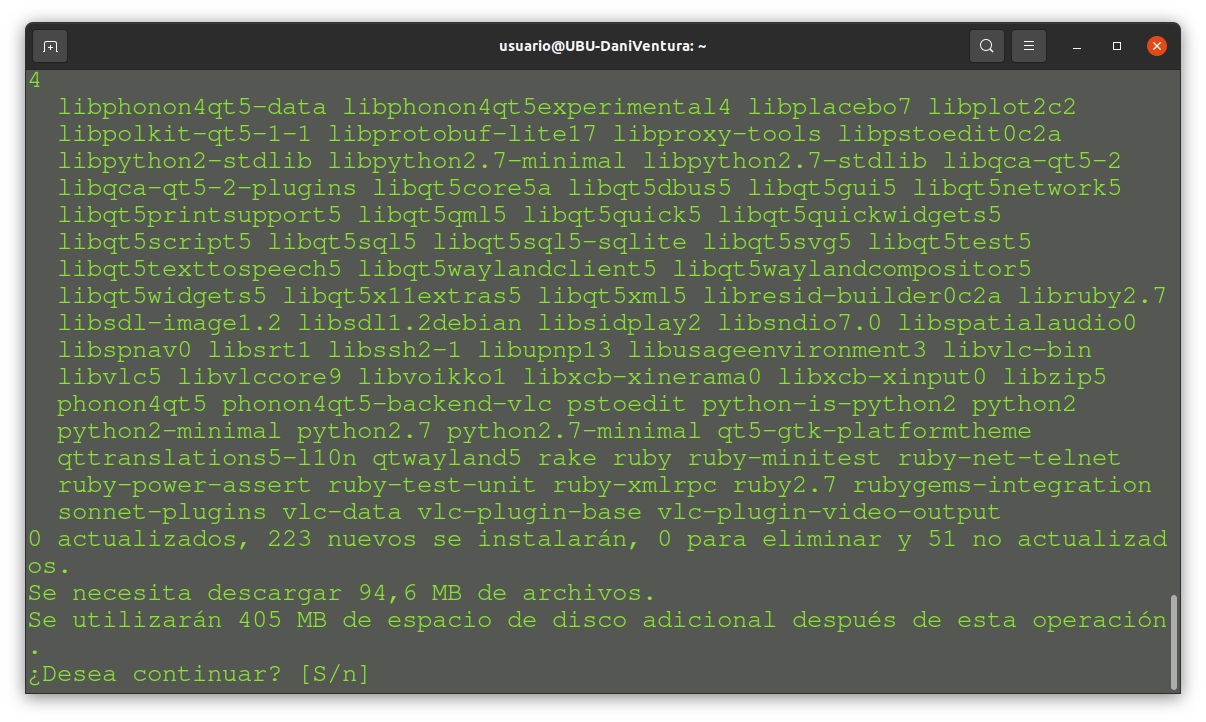 usuario@UBU-DaniVentura: ~
4
libphonon4qt5-data libphonon4qt5experimental4 libplacebo7 libplot2c2
libpolkit-qt5-1-1 libprotobuf-lite17 libproxy-tools libpstoedit0c2a
libpython2-stdlib libpython2.7-minimal libpython2.7-stdlib libqca-qt5-2
libqca-qt5-2-plugins libqt5core5a libqt5dbus5 libqt5gui5 libqt5network5
libqt5printsupport5 libqt5qml5 libqt5quick5 libqt5quickwidgets5
libqt5script5 libqt5sql5 libqt5sql5-sqlite libqt5svg5 libqt5test5
libqt5texttospeech5 libqt5waylandclient5 libqt5waylandcompositor5
libqt5widgets5 libqt5x11extras5 libqt5xml5 libresid-builder0c2a libruby2.7
libsdl-image1.2 libsdl1.2debian libsidplay2 libsndio7.0 libspatialaudio0
libspnav0 libsrt1 libssh2-1 libupnp13 libusageenvironment3 libvlc-bin
libvlc5 libvlccore9 libvoikko1 libxcb-xinerama0 libxcb-xinput0 libzip5
phonon4qt5 phonon4qt5-backend-vlc pstoedit python-is-python2 python2
python2-minimal python2.7 python2.7-minimal qt5-gtk-platformtheme
qttranslations5-l10n qtwayland5 rake ruby ruby-minitest ruby-net-telnet
ruby-power-assert ruby-test-unit ruby-xmlrpc ruby2.7 rubygems-integration
sonnet-plugins vlc-data vlc-plugin-base vlc-plugin-video-output
0 actualizados, 223 nuevos se instalarán, 0 para eliminar y 51 no actualizad
os.
Se necesita descargar 94,6 MB de archivos.
Se utilizarán 405 MB de espacio de disco adicional después de esta operación
.
¿Desea continuar? [S/n]